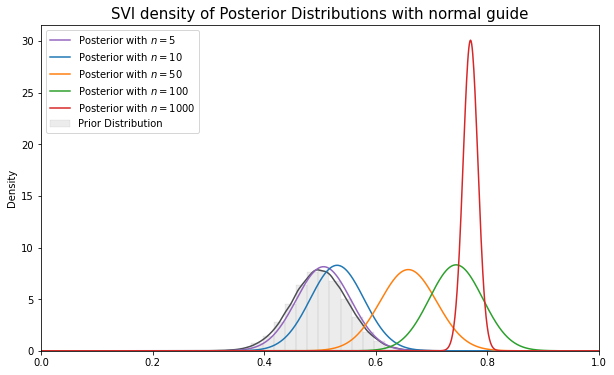 SVI density of Posterior Distributions with normal guide
30
25
20
15
10
5
0
Density
Posterior with n = 5
Posterior with n = 10
Posterior with n = 50
Posterior with n = 100
Posterior with n = 1000
Prior Distribution
0.0 0.2 0.4 0.6 0.8 1.0